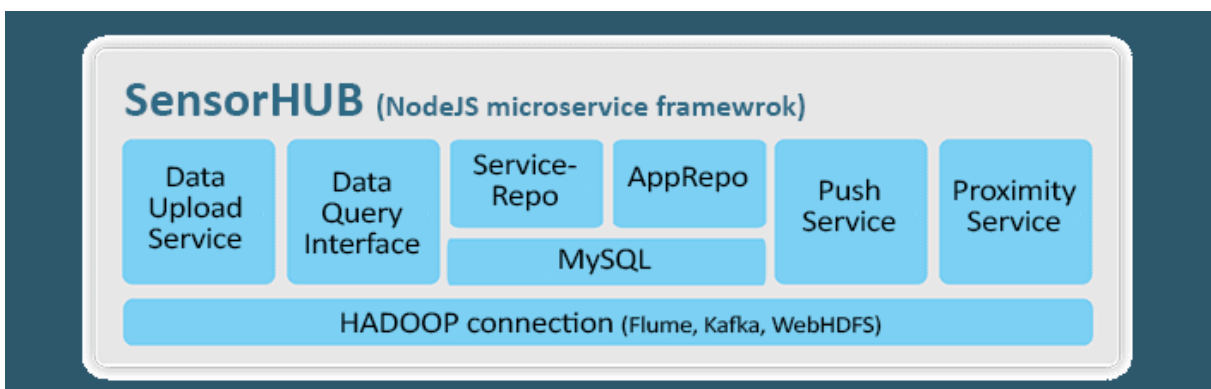 SensorHUB (NodeJS microservice framewrok)
Data
Upload
Service
Data
Query
Interface
Service-
Repo
AppRepo
MySQL
Push
Service
Proximity
Service
HADOOP connection (Flume, Kafka, WebHDFS)